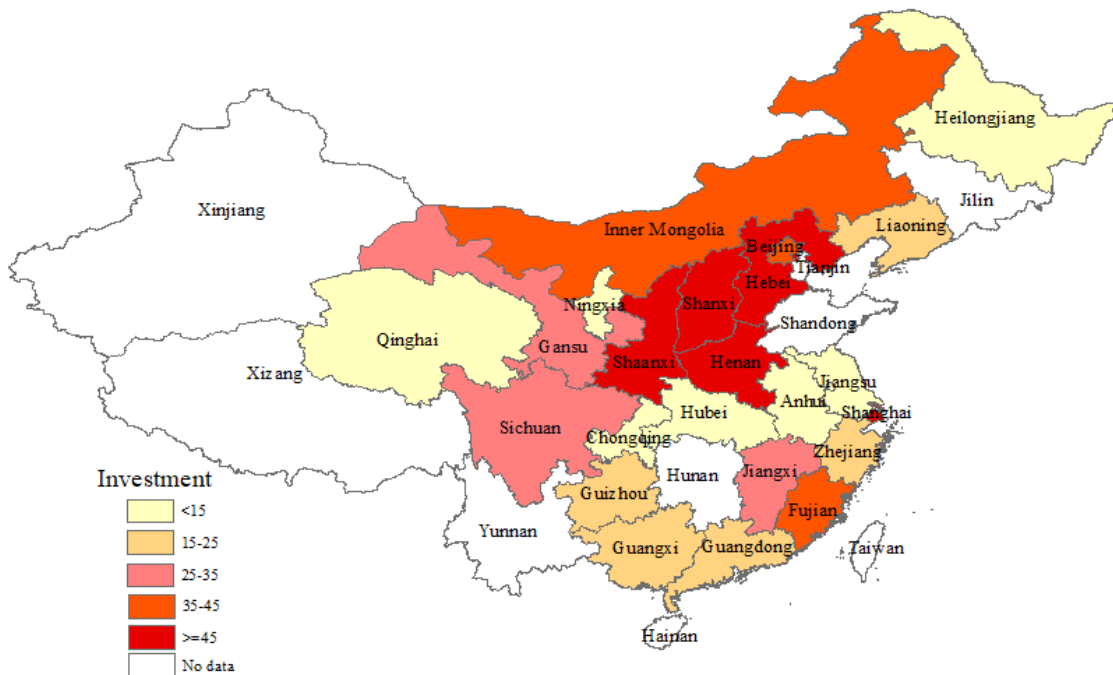 Heilongjiang
Jilin
Xinjiang
Inner Mongolia
Liaoning
Beijing
Tianjin
Hebei
Ningxia
Shanxi
Shandong
Qinghai
Gansu
Shaanxi
Henan
Xizang
Jiangsu
Anhui
Hubei
Shanghai
Sichuan
Chongqing
Zhejiang
Hunan
Jiangxi
Guizhou
Fujian
Yunnan
Guangxi
Guangdong
Taiwan
Hainan
Investment
<15
15-25
25-35
35-45
>=45
No data